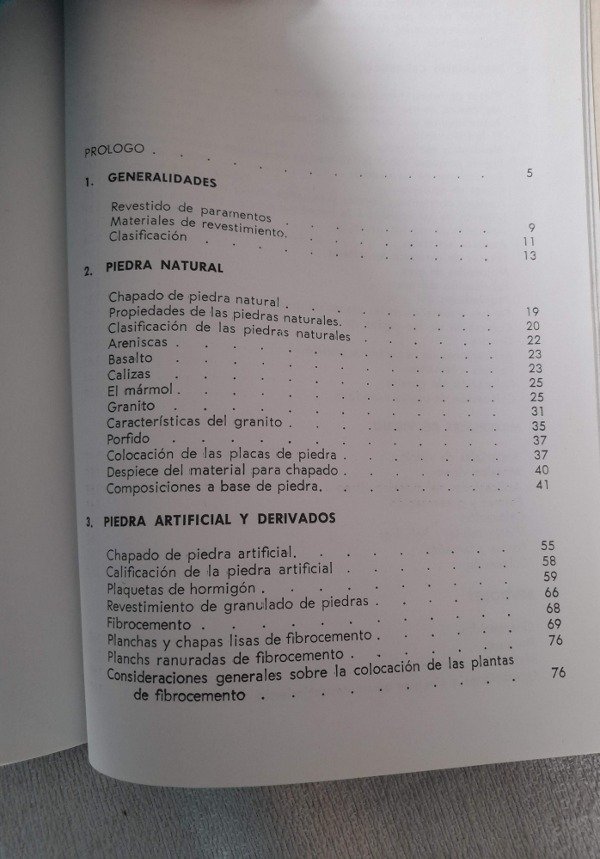 PROLOGO . . . . . . . . . . . . . 5
1. GENERALIDADES
Revestido de paramentos . . . . . . . . 9
Materiales de revestimiento. . . . . . . . 11
Clasificación . . . . . . . . . . . 13
2. PIEDRA NATURAL
Chapado de piedra natural . . . . . . . . 19
Propiedades de las piedras naturales. . . . . . 20
Clasificación de las piedras naturales . . . . . 22
Areniscas . . . . . . . . . . . 23
Basalto . . . . . . . . . . . . 23
Calizas . . . . . . . . . . . . 25
El mármol . . . . . . . . . . . 25
Granito . . . . . . . . . . . . 31
Características del granito . . . . . . . . 35
Porfido . . . . . . . . . . . . 37
Colocación de las placas de piedra . . . . . . 37
Despiece del material para chapado . . . . . . 40
Composiciones a base de piedra. . . . . . . 41
3. PIEDRA ARTIFICIAL Y DERIVADOS
Chapado de piedra artificial. . . . . . . . 55
Calificación de la piedra artificial . . . . . . 58
Plaquetas de hormigón . . . . . . . . . 59
Revestimiento de granulado de piedras . . . . . 66
Fibrocemento . . . . . . . . . . 68
Planchas y chapas lisas de fibrocemento . . . . . 69
Planchs ranuradas de fibrocemento . . . . . . 76
Consideraciones generales sobre la colocación de las plantas
de fibrocemento . . . . . . . . . 76